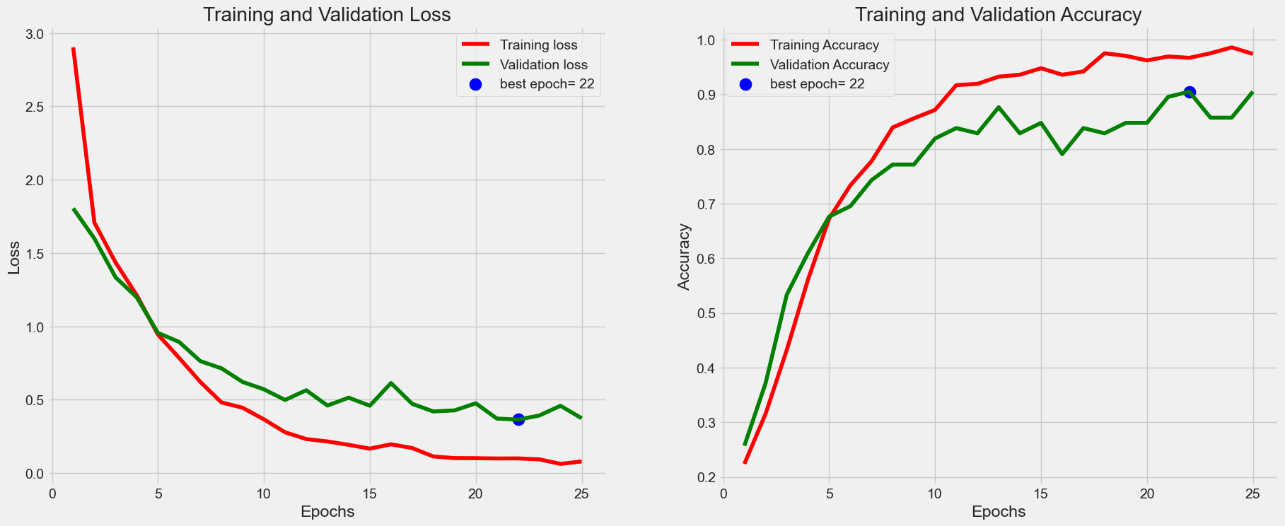 Training and Validation Loss
3.0
2.5
2.0
1.5
1.0
0.5
0.0
Loss
Training loss
Validation loss
best epoch= 22
0 5 10 15 20 25
Epochs
Training and Validation Accuracy
1.0
0.9
0.8
0.7
0.6
0.5
0.4
0.3
0.2
Accuracy
Training Accuracy
Validation Accuracy
best epoch= 22
0 5 10 15 20 25
Epochs